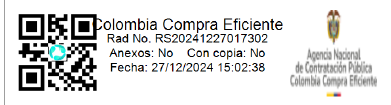 Colombia Compra Eficiente
Rad No. RS20241227017302
Anexos: No Con copia: No
Fecha: 27/12/2024 15:02:38
Agencia Nacional
de Contratación Pública
Colombia Compra Eficiente